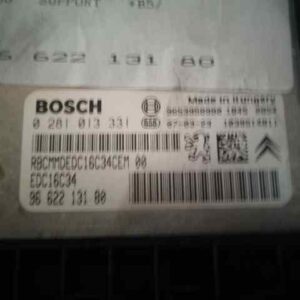 SUPPORT
6 622 131 80
BOSCH
Made in Hungary
0 281 013 331
RBCMMDEDC16C34CEM 00
EDC16C34
96 622 131 80